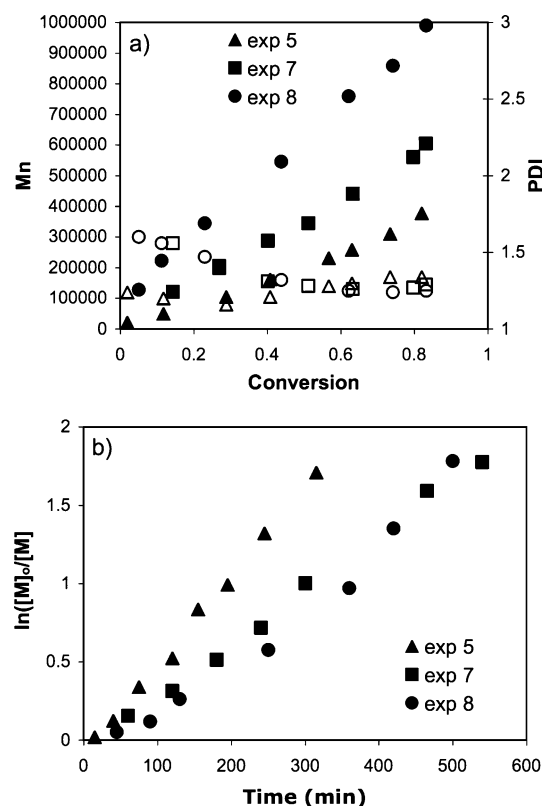 a)
exp 5
exp 7
exp 8
1000000
900000
800000
700000
600000
500000
400000
300000
200000
100000
0
Mn
3
2.5
2
1.5
1
PDI
0
0.2
0.4
0.6
0.8
1
Conversion
b)
2
1.5
1
0.5
0
ln([M]o/[M]
exp 5
exp 7
exp 8
0
100
200
300
400
500
600
Time (min)